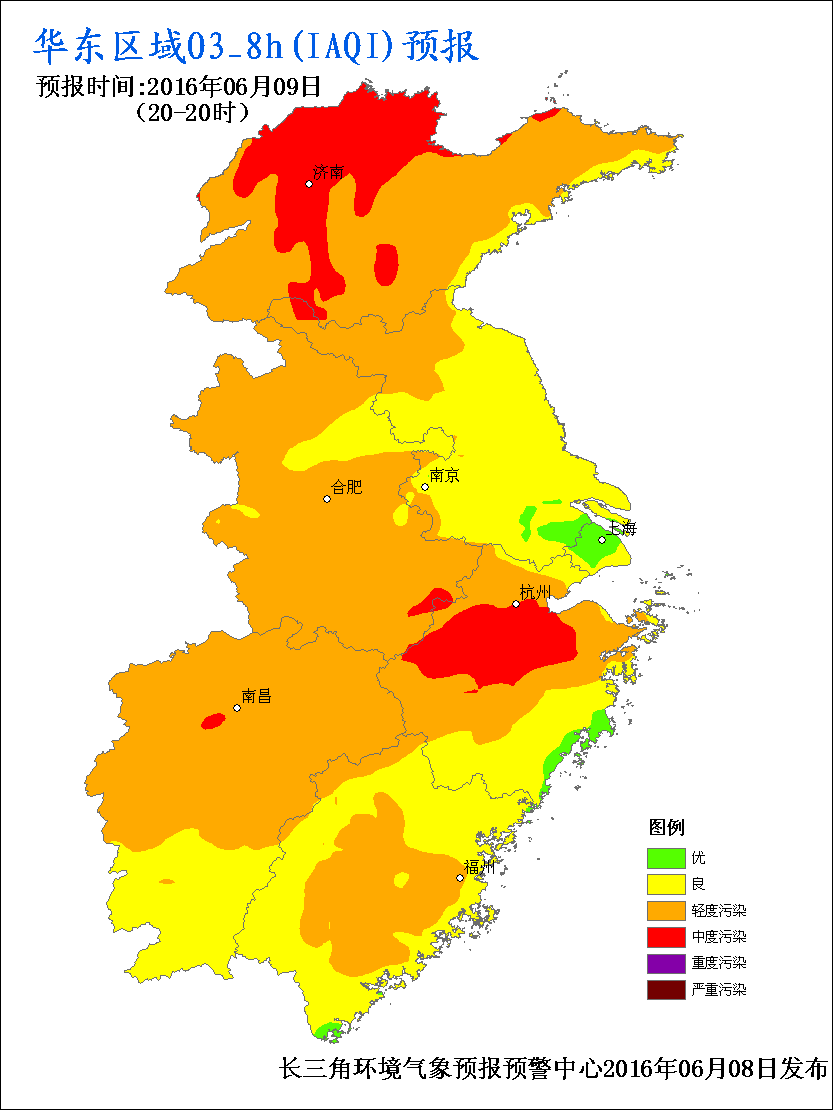 华东区域O3_8h(IAQI)预报
预报时间:2016年06月09日
(20-20时)
济南
南京
合肥
上海
杭州
南昌
福州
图例
优
良
轻度污染
中度污染
重度污染
严重污染
长三角环境气象预报预警中心2016年06月08日发布